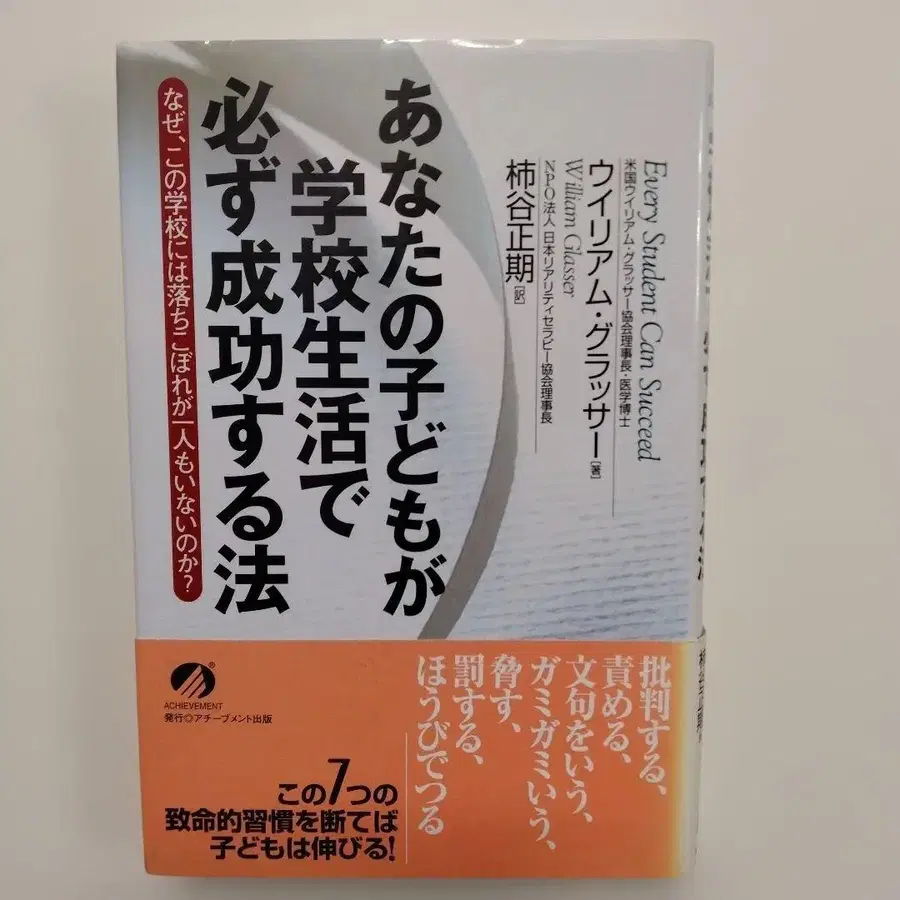 Every Student Can Succeed
米国ウイリアム・グラッサー協会理事長・医学博士
ウイリアム・グラッサー[著]
William Glasser
NPO法人 日本リアリティセラピー協会理事長
柿谷正期[訳]
あなたの子どもが
学校生活で
必ず成功する法
なぜ、この学校には落ちこぼれが一人もいないのか?
批判する、
責める、
文句をいう、
ガミガミいう、
脅す、
罰する、
ほうびでつる
この7つの
致命的習慣を断てば
子どもは伸びる!
®
ACHIEVEMENT
発行◎アチーブメント出版